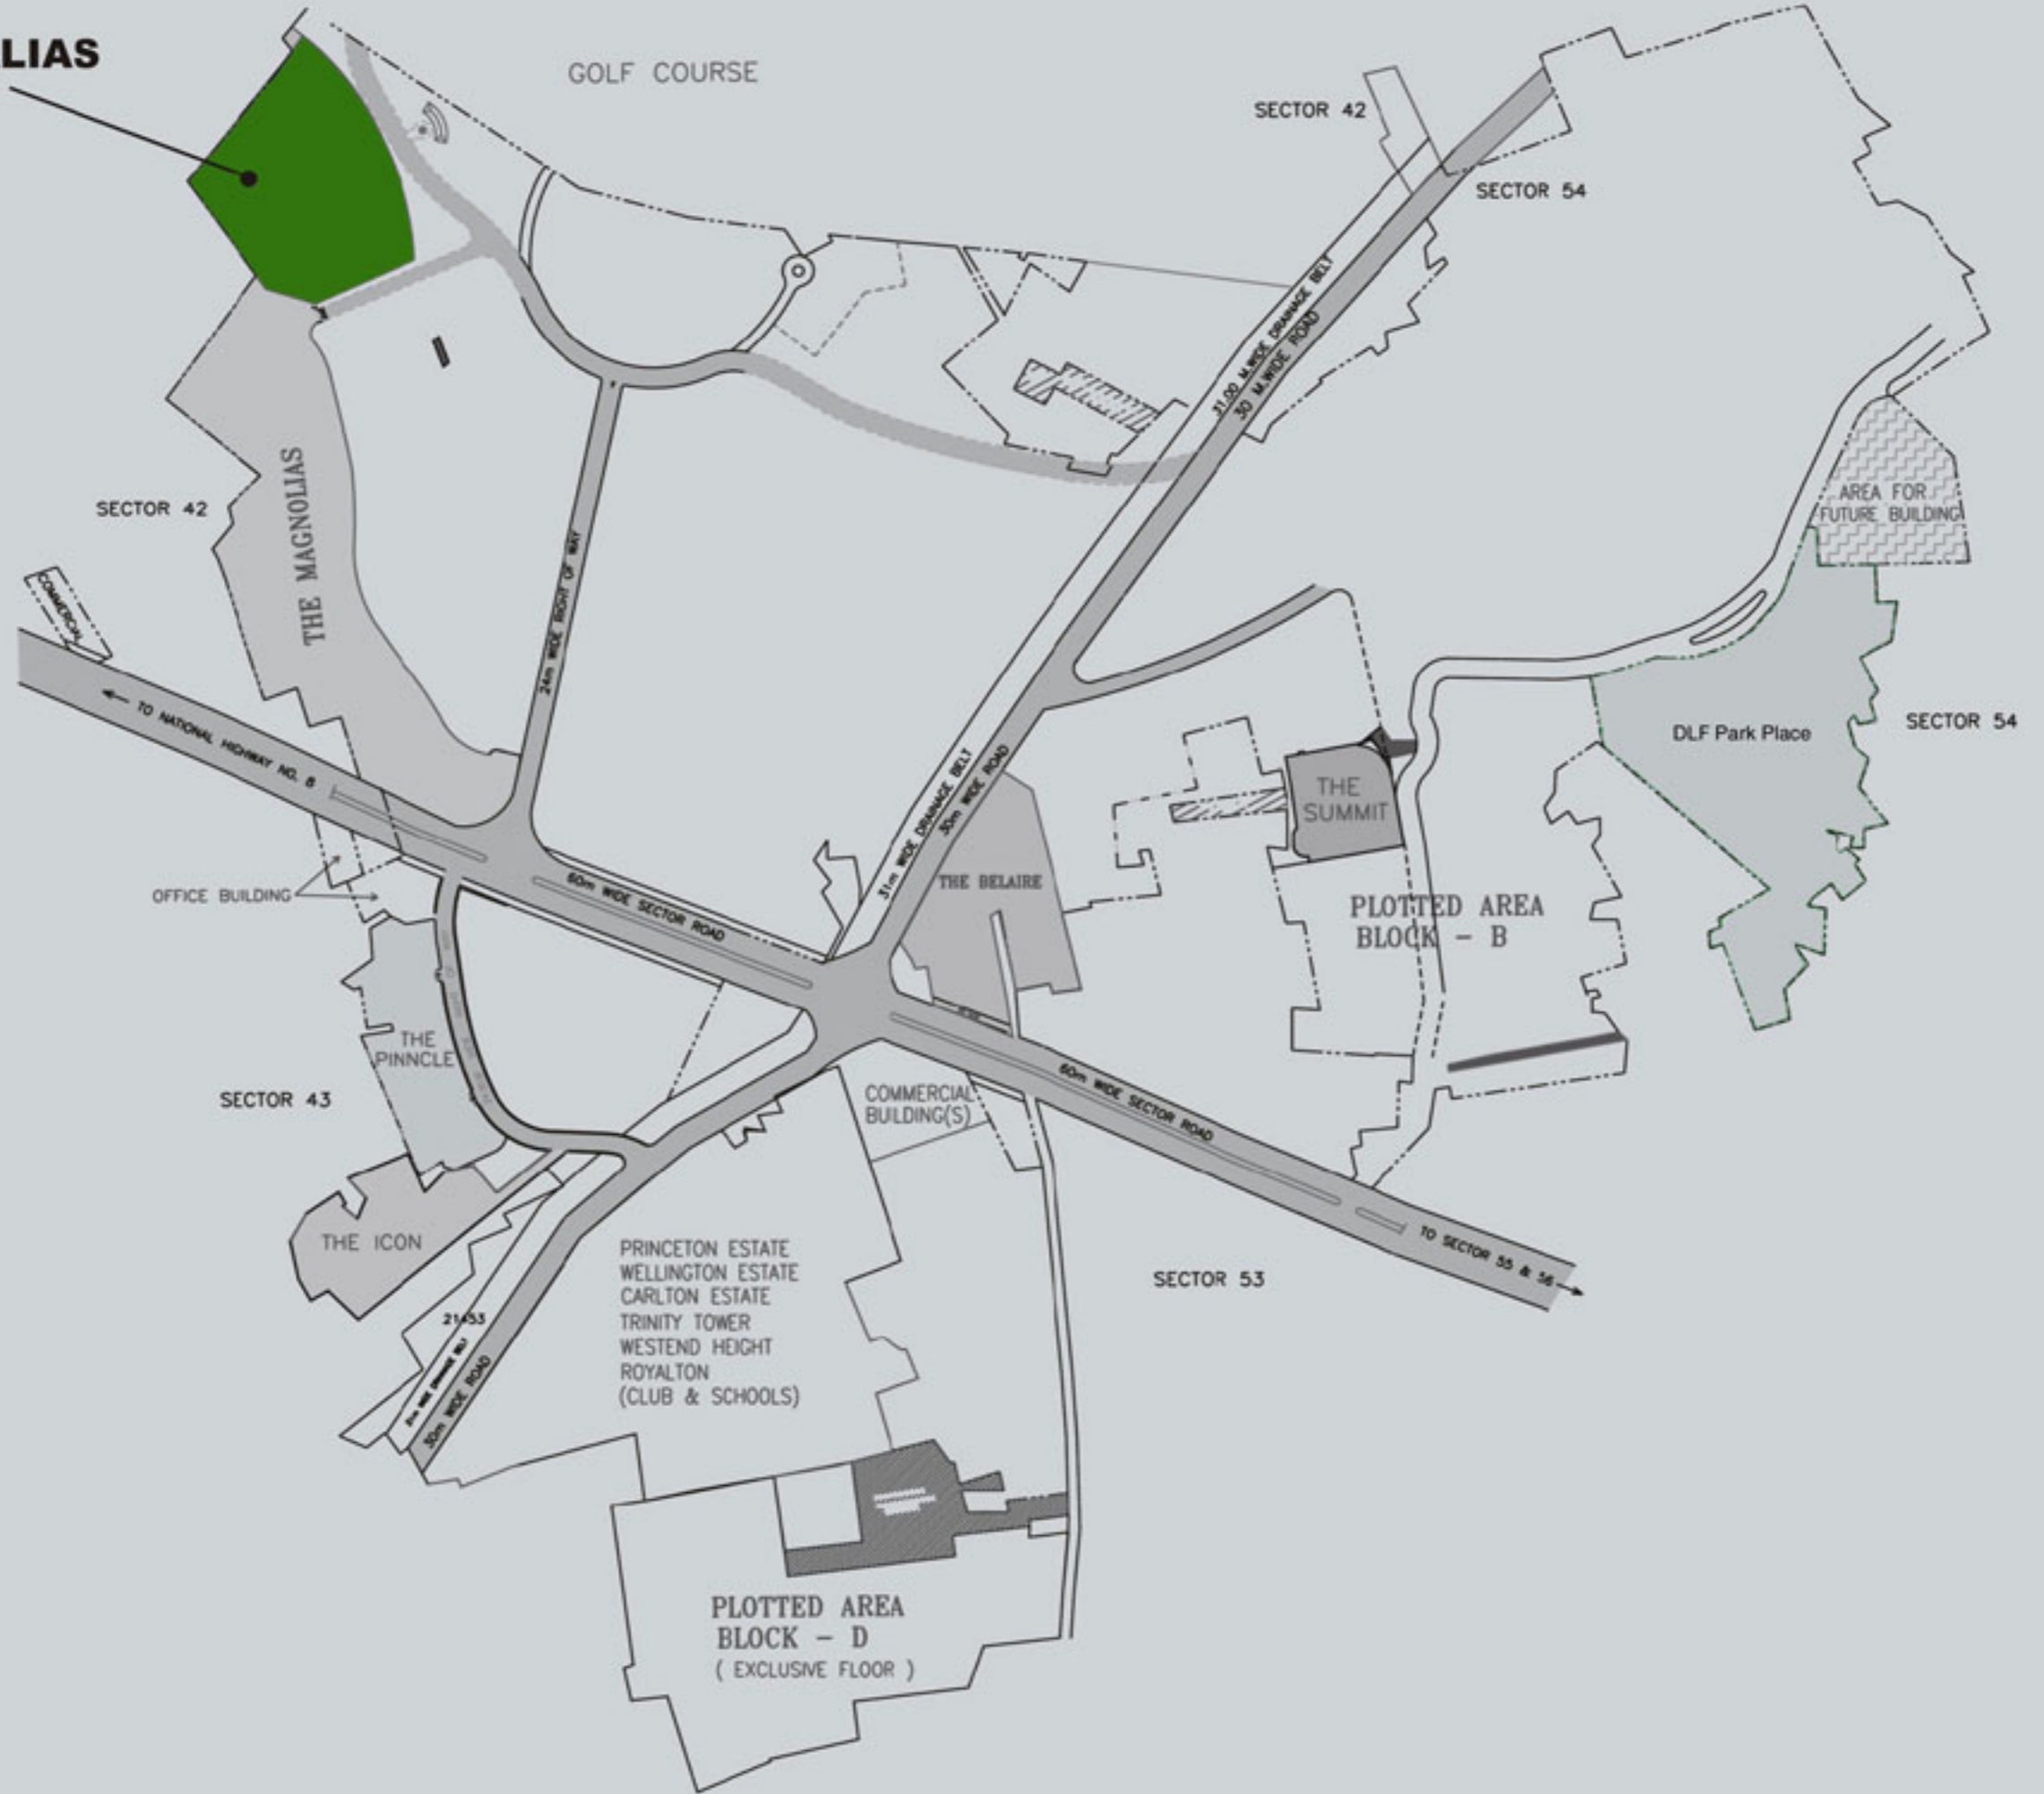 LIAS
GOLF COURSE
SECTOR 42
SECTOR 54
31.00 M.WIDE DRAINAGE BELT
30 M.WIDE ROAD
AREA FOR
FUTURE BUILDING
SECTOR 42
THE MAGNOLIAS
24m WIDE RIGHT OF WAY
COMMERCIAL
TO NATIONAL HIGHWAY NO. 8
DLF Park Place
SECTOR 54
THE
SUMMIT
31m WIDE DRAINAGE BELT
30m WIDE ROAD
THE BELAIRE
OFFICE BUILDING
60m WIDE SECTOR ROAD
PLOTTED AREA
BLOCK - B
THE
PINNCLE
SECTOR 43
COMMERCIAL
BUILDING(S)
60m WIDE SECTOR ROAD
THE ICON
TO SECTOR 55 & 56
SECTOR 53
PRINCETON ESTATE
WELLINGTON ESTATE
CARLTON ESTATE
TRINITY TOWER
WESTEND HEIGHT
ROYALTON
(CLUB & SCHOOLS)
WIDE DRAINAGE BELT
30m WIDE ROAD
PLOTTED AREA
BLOCK - D
( EXCLUSIVE FLOOR )